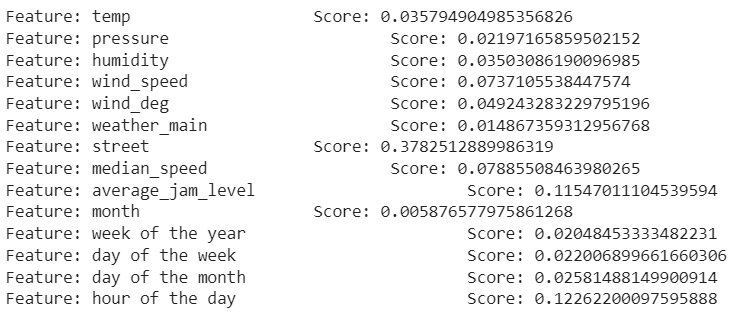 Feature: temp Score: 0.035794904985356826
Feature: pressure Score: 0.02197165859502152
Feature: humidity Score: 0.03503086190096985
Feature: wind_speed Score: 0.0737105538447574
Feature: wind_deg Score: 0.049243283229795196
Feature: weather_main Score: 0.014867359312956768
Feature: street Score: 0.3782512889986319
Feature: median_speed Score: 0.07885508463980265
Feature: average_jam_level Score: 0.11547011104539594
Feature: month Score: 0.005876577975861268
Feature: week of the year Score: 0.02048453333482231
Feature: day of the week Score: 0.022006899661660306
Feature: day of the month Score: 0.02581488149900914
Feature: hour of the day Score: 0.12262200097595888